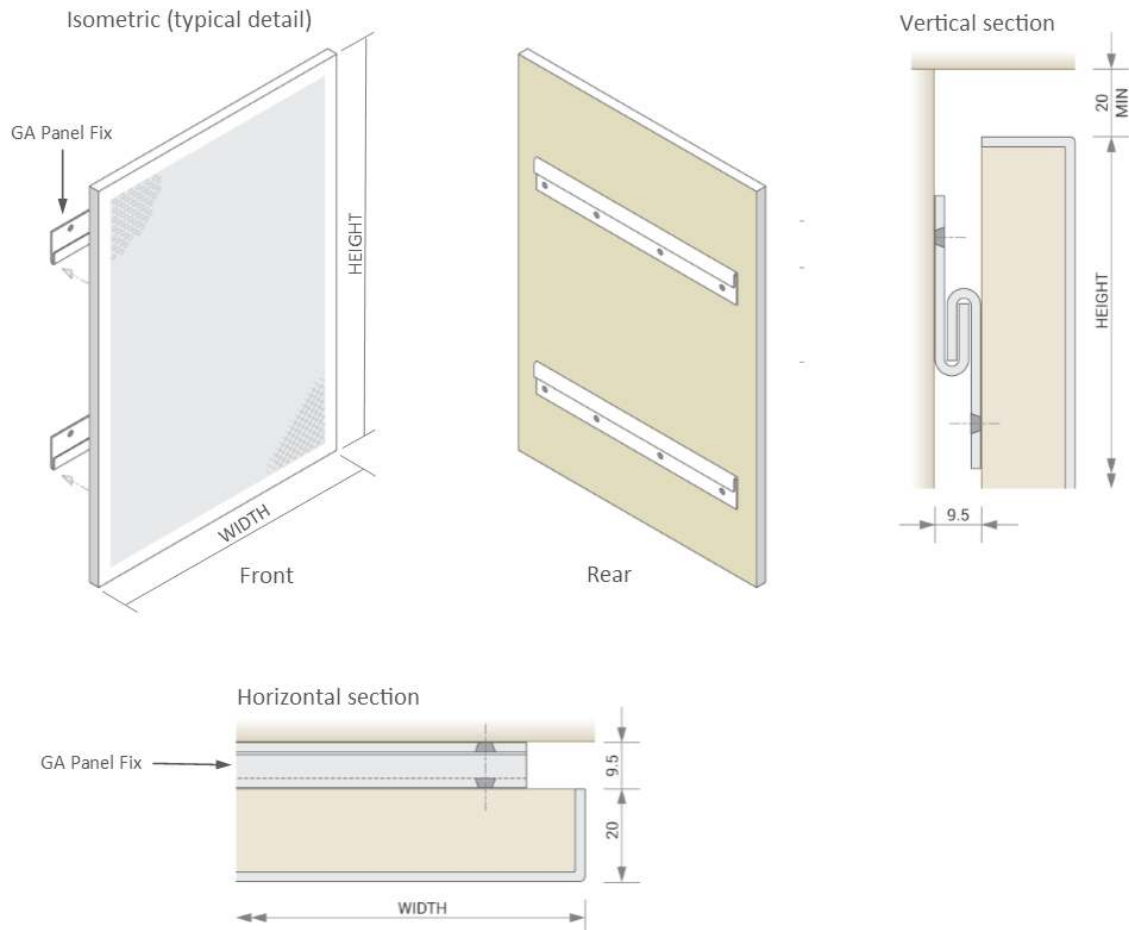 Isometric (typical detail)
Vertical section
GA Panel Fix
20
MIN
HEIGHT
HEIGHT
WIDTH
9.5
Front
Rear
Horizontal section
GA Panel Fix
9.5
20
WIDTH